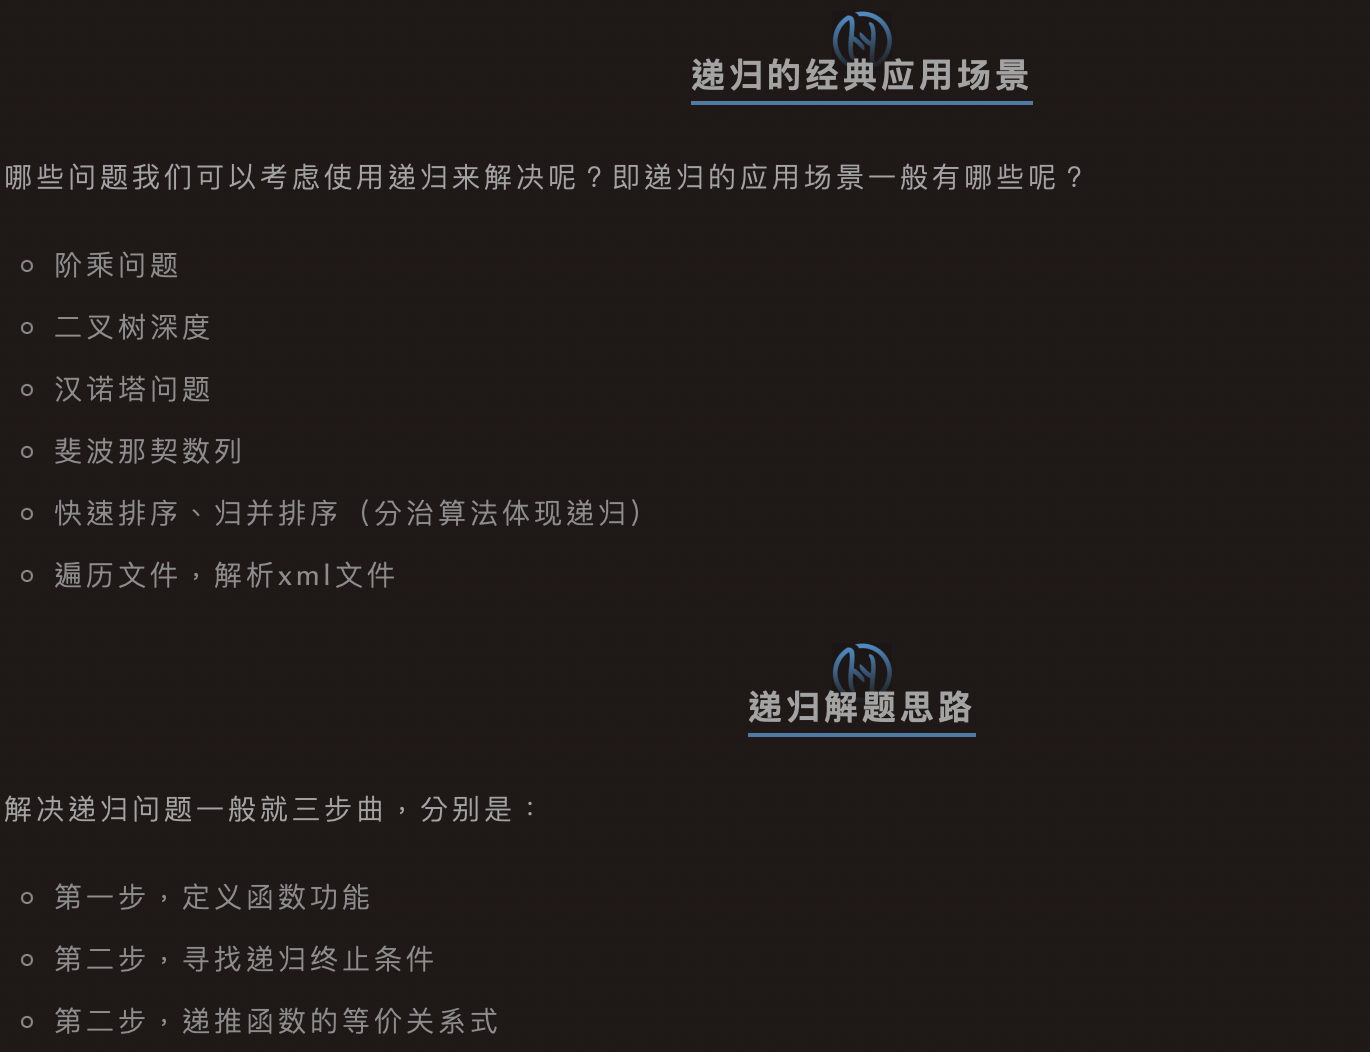 递归的经典应用场景
哪些问题我们可以考虑使用递归来解决呢？即递归的应用场景一般有哪些呢？
阶乘问题
二叉树深度
汉诺塔问题
斐波那契数列
快速排序、归并排序（分治算法体现递归）
遍历文件，解析xml文件
递归解题思路
解决递归问题一般就三步曲，分别是：
第一步，定义函数功能
第二步，寻找递归终止条件
第二步，递推函数的等价关系式